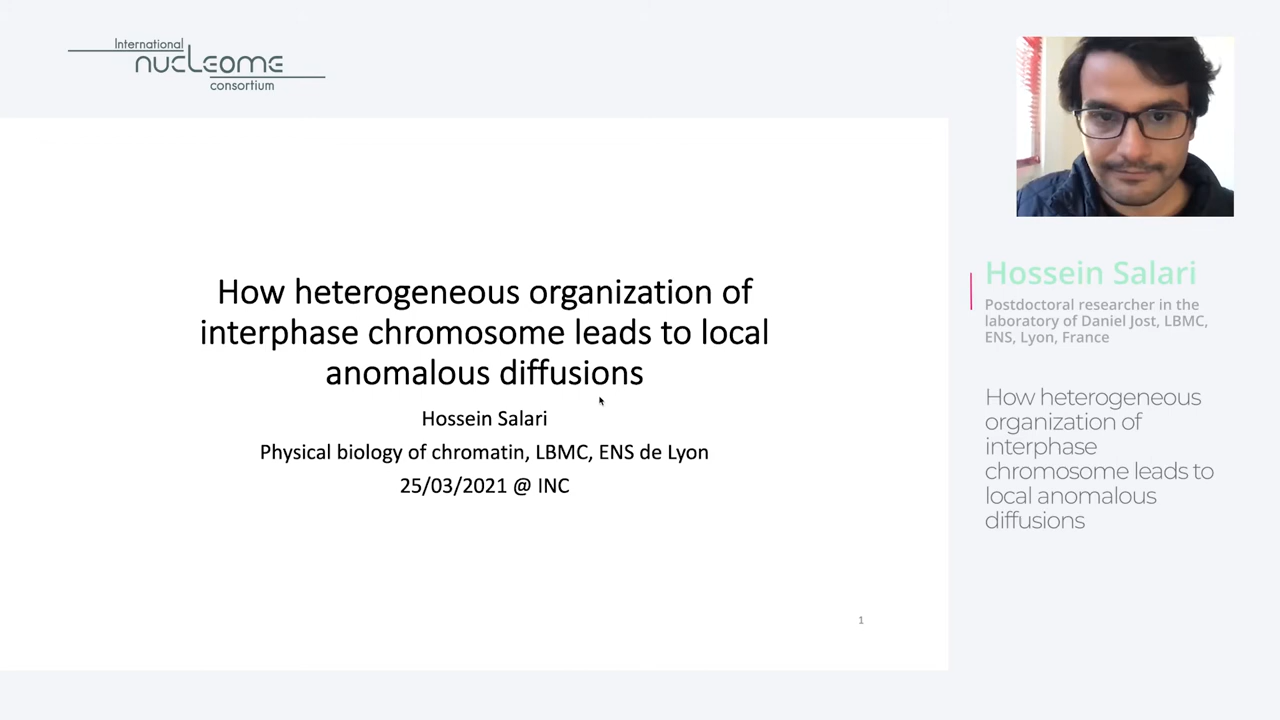 International
nucleome
consortium
How heterogeneous organization of
interphase chromosome leads to local
anomalous diffusions
Hossein Salari
Physical biology of chromatin, LBMC, ENS de Lyon
25/03/2021 @ INC
1
Hossein Salari
Postdoctoral researcher in the
laboratory of Daniel Jost, LBMC,
ENS, Lyon, France
How heterogeneous
organization of
interphase
chromosome leads to
local anomalous
diffusions